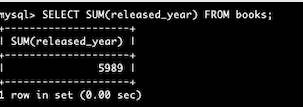 mysql> SELECT SUM(released_year) FROM books;
+--------------------+
| SUM(released_year) |
+--------------------+
| 5989 |
+--------------------+
1 row in set (0.00 sec)